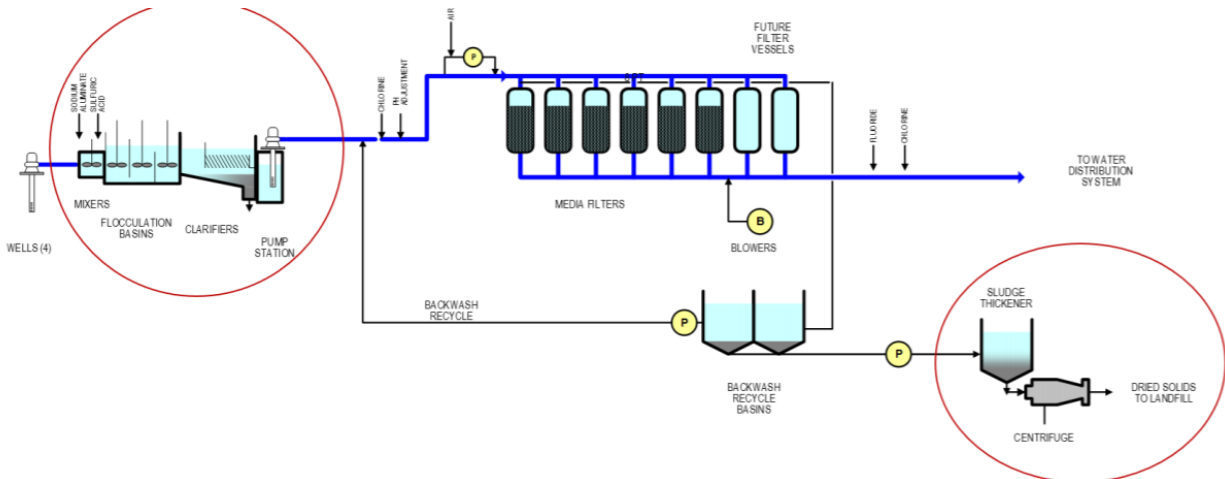 AIR
FUTURE
FILTER
VESSELS
SODIUM
ALUMINATE
SULFURIC
ACID
CHLORINE
PH
ADJUSTMENT
P
FLUORIDE
CHLORINE
TO WATER
DISTRIBUTION
SYSTEM
MIXERS
FLOCCULATION
BASINS
CLARIFIERS
PUMP
STATION
WELLS (4)
MEDIA FILTERS
B
BLOWERS
BACKWASH
RECYCLE
P
P
BACKWASH
RECYCLE
BASINS
SLUDGE
THICKENER
DRIED SOLIDS
TO LANDFILL
CENTRIFUGE